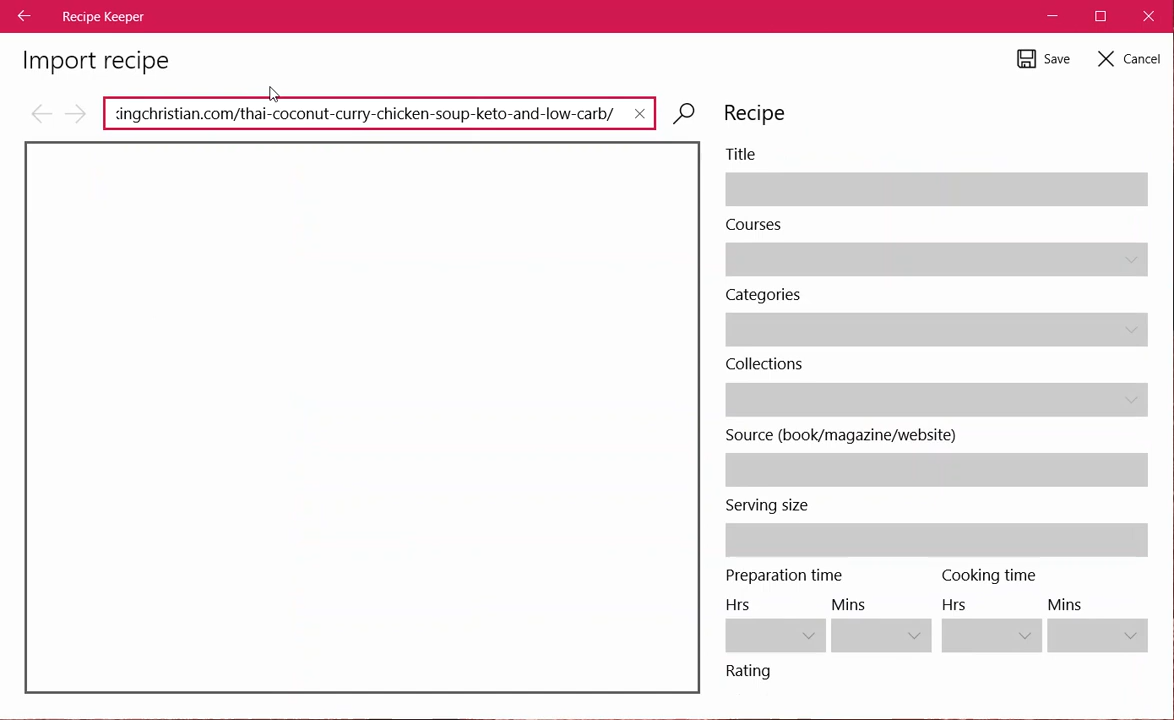 Recipe Keeper
Import recipe
Save
Cancel
:ingchristian.com/thai-coconut-curry-chicken-soup-keto-and-low-carb/
Recipe
Title
Courses
Categories
Collections
Source (book/magazine/website)
Serving size
Preparation time
Cooking time
Hrs
Mins
Hrs
Mins
Rating